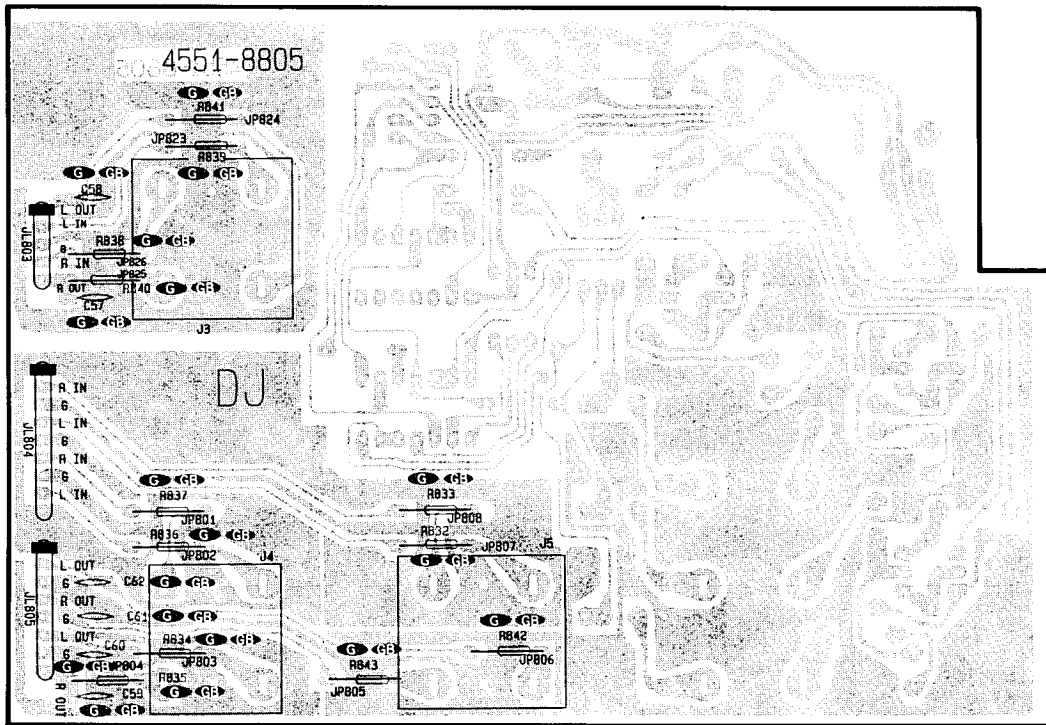 4551-8805
G GB
R841
JP824
JP823
R839
G GB
G GB
C58
L OUT
L IN
JL803
R838
G GB
G
JP826
R IN
JP825
R OUT
R840
G GB
C57
G GB
J3
DJ
R IN
G
L IN
G
JL804
R IN
G
L IN
G GB
R837
JP801
G GB
R833
JP808
R836
G GB
JP802
J4
R832
JP807
J5
G GB
L OUT
G
C62
G GB
R OUT
JL805
G
C61
G GB
L OUT
G
C60
R834
G GB
JP803
G GB
JP804
R835
G GB
R OUT
C59
G GB
G GB
R843
JP805
G GB
R842
JP806